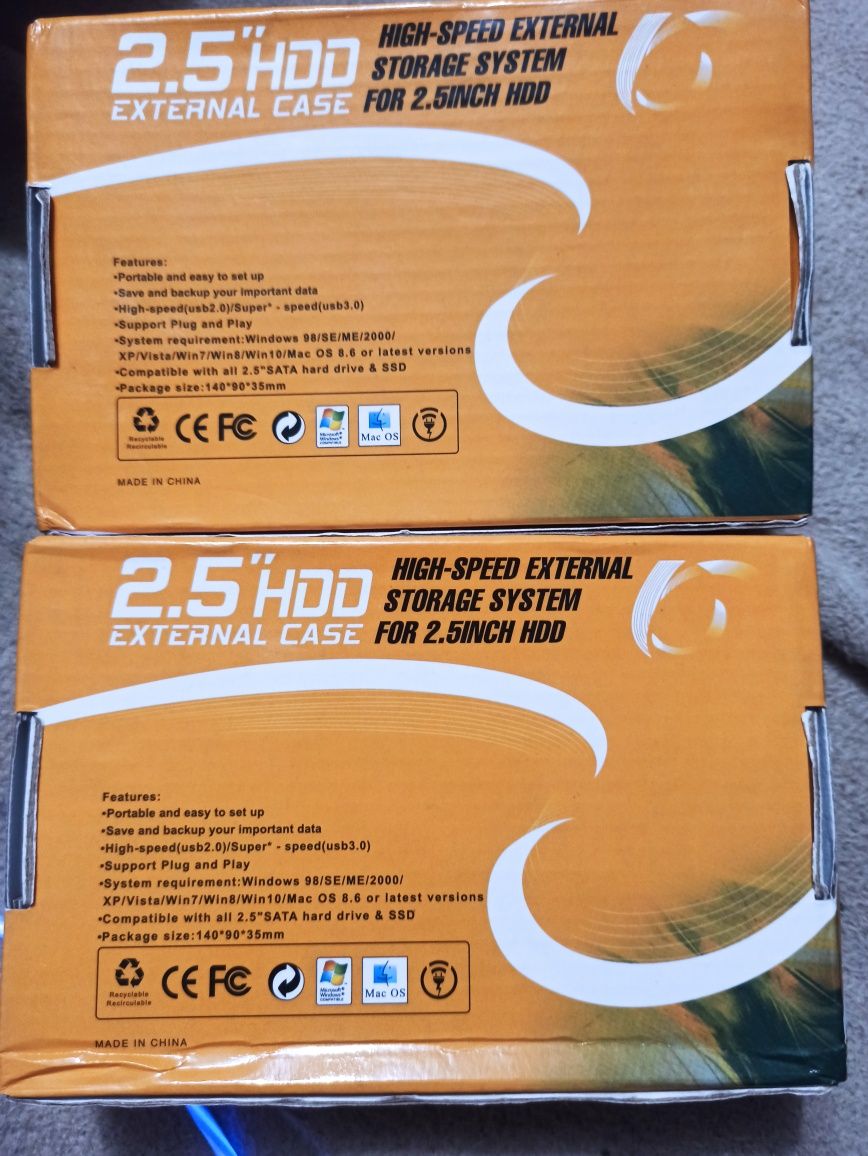 2.5" HDD
EXTERNAL CASE
HIGH-SPEED EXTERNAL
STORAGE SYSTEM
FOR 2.5INCH HDD
Features:
•Portable and easy to set up
•Save and backup your important data
•High-speed(usb2.0)/Super* - speed(usb3.0)
•Support Plug and Play
•System requirement:Windows 98/SE/ME/2000/
XP/Vista/Win7/Win8/Win10/Mac OS 8.6 or latest versions
•Compatible with all 2.5"SATA hard drive & SSD
•Package size:140*90*35mm
Recyclable
Recirculable
CE FC
Microsoft®
Windows®
COMPATIBLE
Mac OS
MADE IN CHINA
2.5" HDD
EXTERNAL CASE
HIGH-SPEED EXTERNAL
STORAGE SYSTEM
FOR 2.5INCH HDD
Features:
•Portable and easy to set up
•Save and backup your important data
•High-speed(usb2.0)/Super* - speed(usb3.0)
•Support Plug and Play
•System requirement:Windows 98/SE/ME/2000/
XP/Vista/Win7/Win8/Win10/Mac OS 8.6 or latest versions
•Compatible with all 2.5"SATA hard drive & SSD
•Package size:140*90*35mm
Recyclable
Recirculable
CE FC
Microsoft®
Windows®
COMPATIBLE
Mac OS
MADE IN CHINA